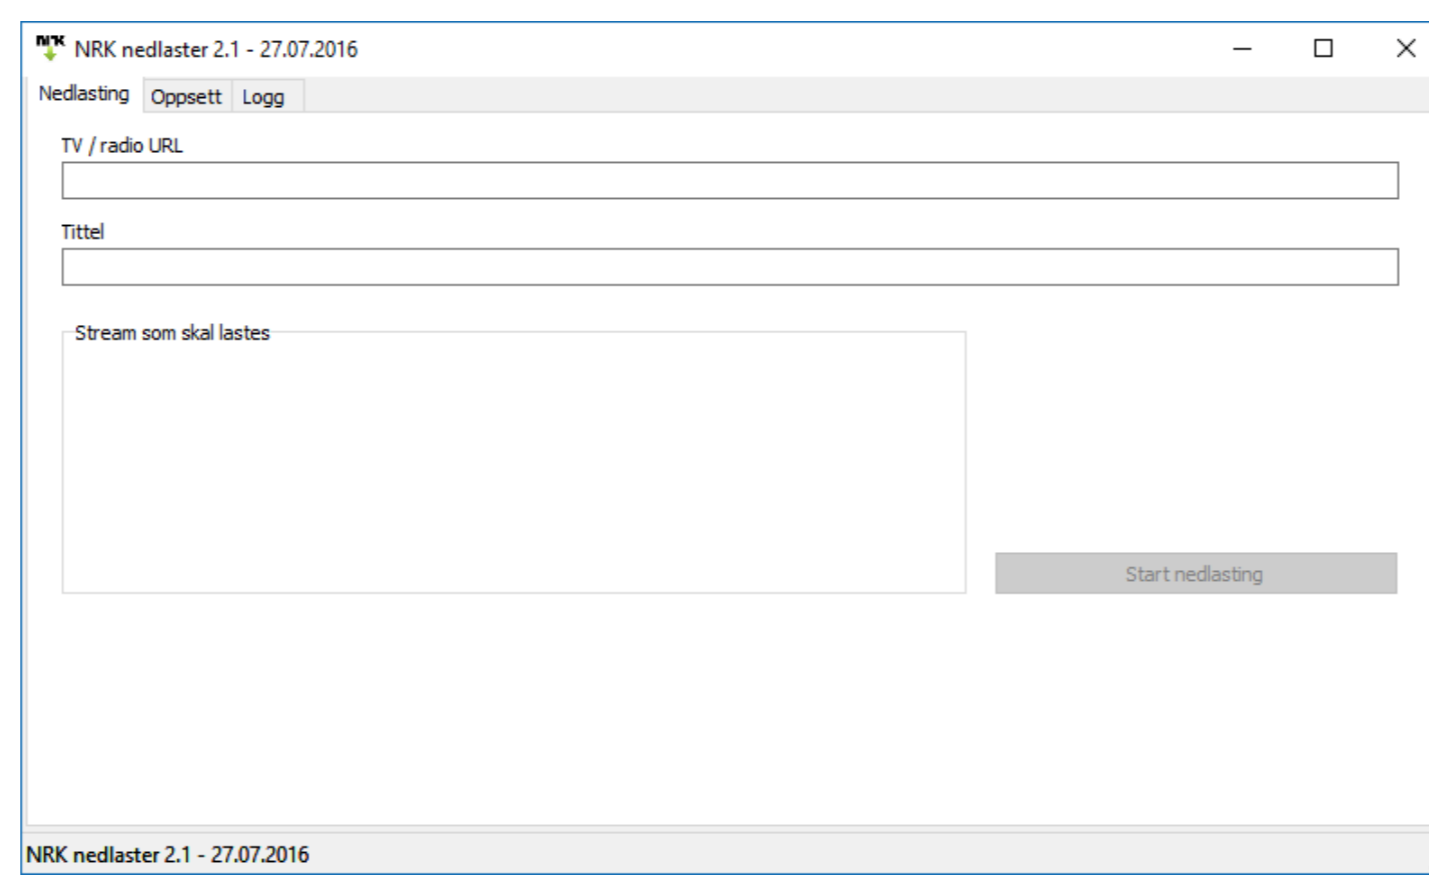 NRK NRK nedlaster 2.1 - 27.07.2016
Nedlasting Oppsett Logg
TV / radio URL
Tittel
Stream som skal lastes
Start nedlasting
NRK nedlaster 2.1 - 27.07.2016